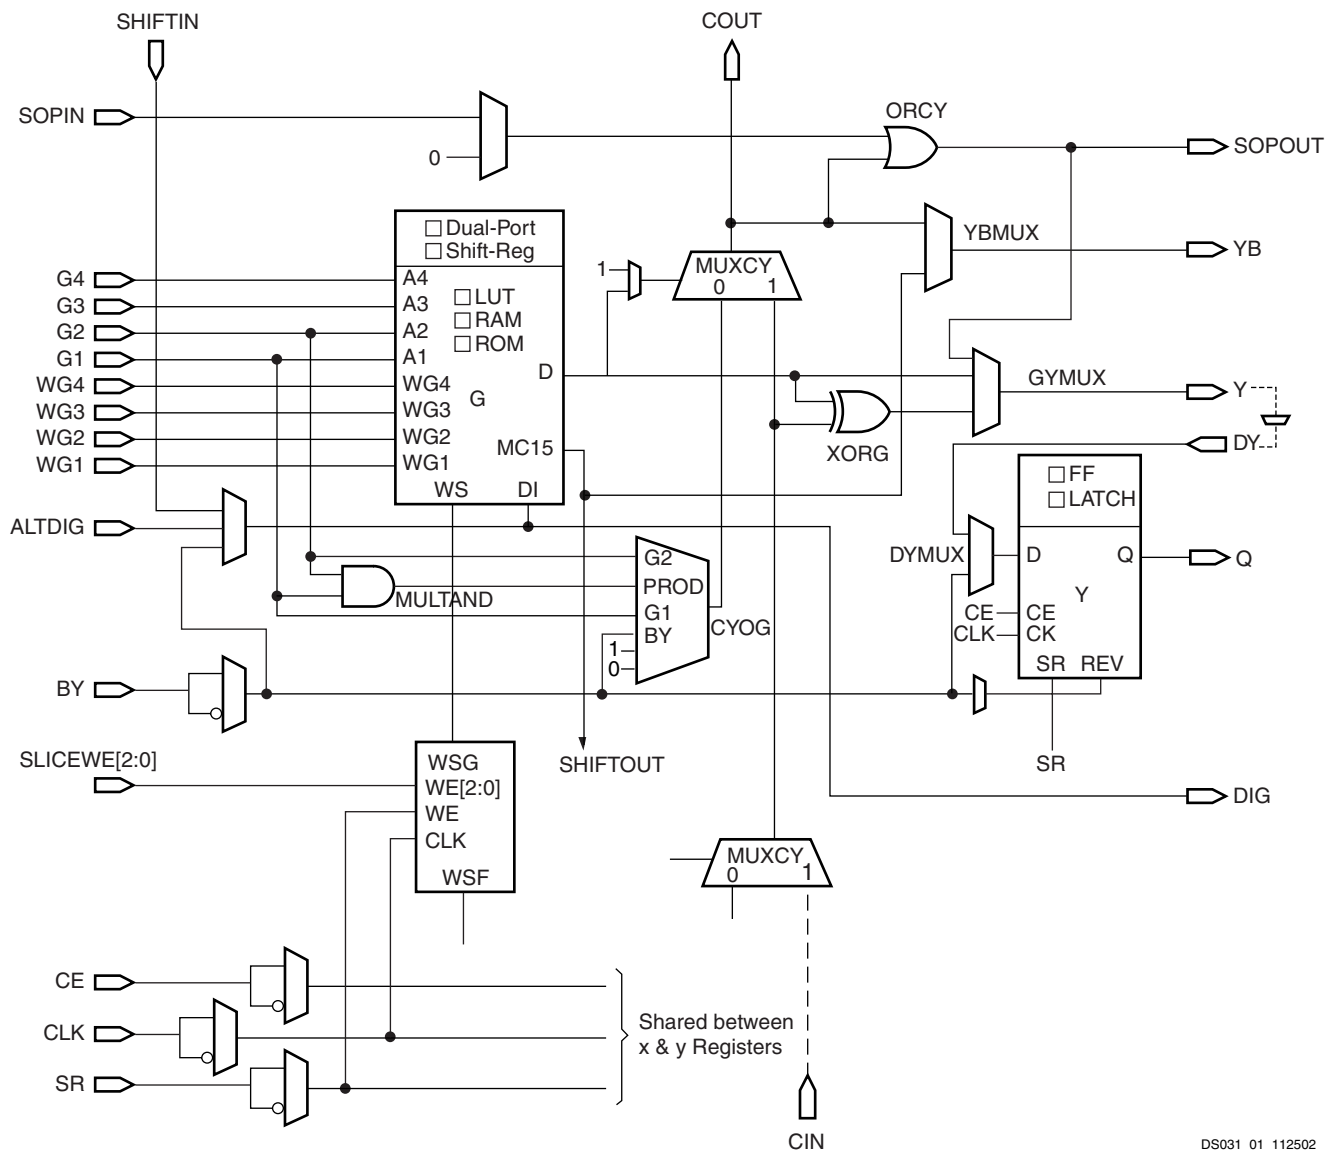 SHIFTIN
COUT
SOPIN
0
ORCY
SOPOUT
□ Dual-Port
□ Shift-Reg
YBMUX
YB
G4
G3
G2
G1
WG4
WG3
WG2
WG1
A4
A3
A2
A1
WG4
WG3
WG2
WG1
□ LUT
□ RAM
□ ROM
D
G
MC15
WS
DI
1
MUXCY
0
1
GYMUX
Y
DY
XORG
□ FF
□ LATCH
ALTDIG
DYMUX
D
Q
Q
Y
CE
CE
CLK
CK
SR
REV
SR
MULTAND
G2
PROD
G1
BY
1
0
CYOG
BY
SHIFTOUT
SLICEWE[2:0]
WSG
WE[2:0]
WE
CLK
WSF
DIG
MUXCY
0
1
CE
CLK
SR
Shared between
x & y Registers
CIN
DS031_01_112502